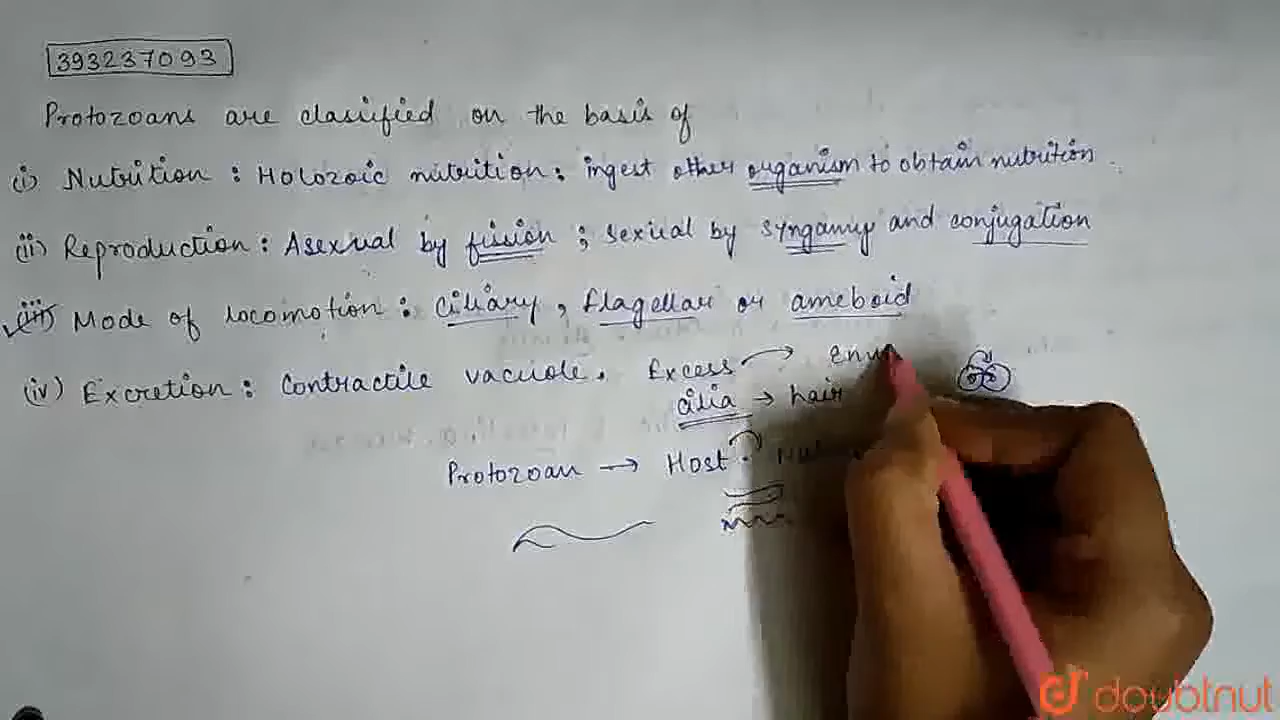 393237093
Protozoans are classified on the basis of
(i) Nutrition : Holozoic nutrition : ingest other organism to obtain nutrition .
(ii) Reproduction : Asexual by fission ; sexual by syngamy and conjugation
(iii) Mode of locomotion : ciliary , flagellar or ameboid
(iv) Excretion : contractile vacuole . Excess →
cilia → hair
Protozoan → Host .
doubtnut